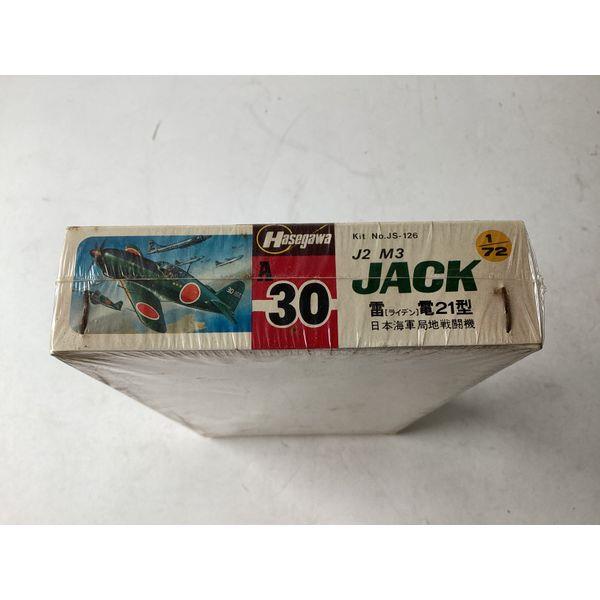 Hasegawa
A
30
Kit No.JS-126
J2 M3
JACK
1/72
雷[ライデン]電21型
日本海軍局地戦闘機